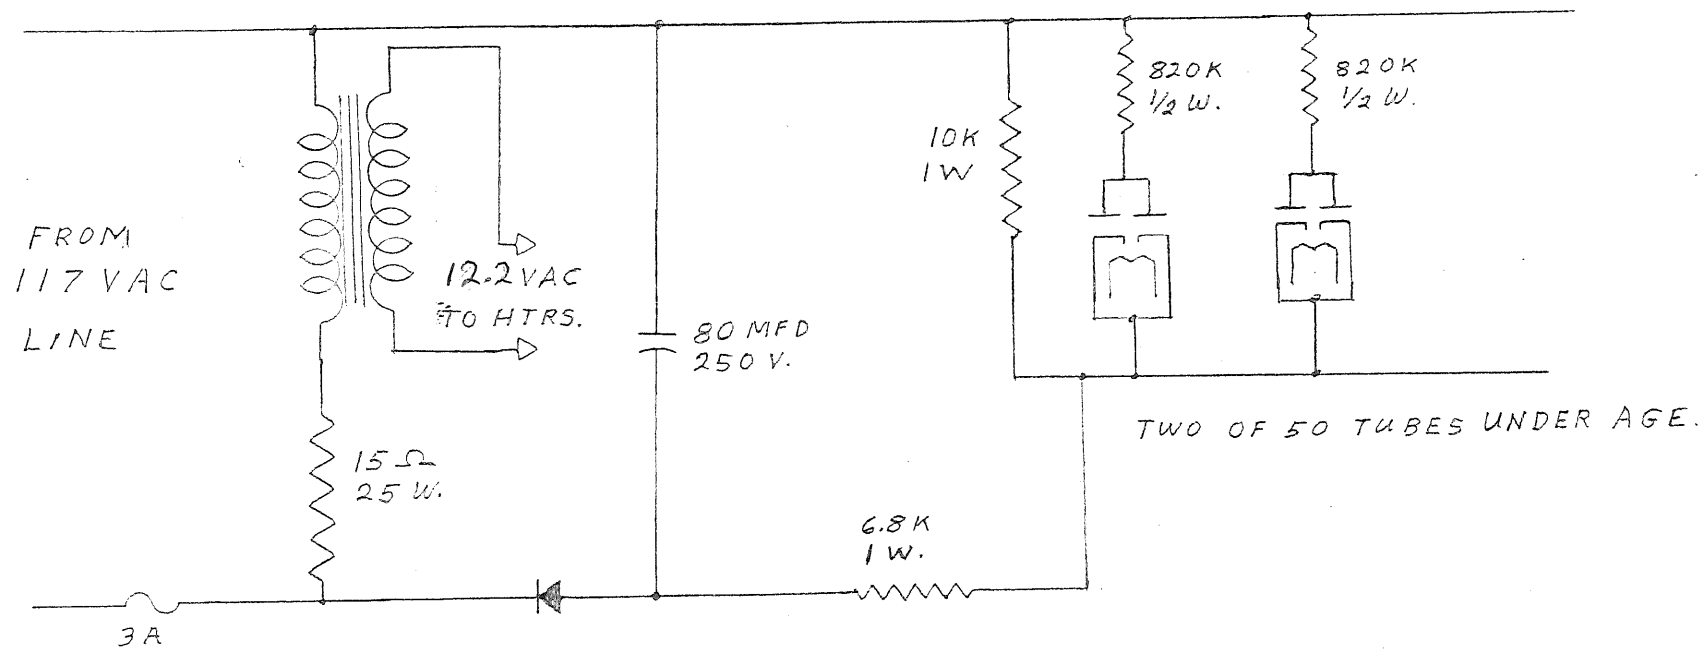 FROM
117 VAC
LINE
12.2 VAC
TO HTRS.
15 Ω
25 W.
3A
80 MFD
250 V.
6.8K
1 W.
10K
1W
820K
1/2 W.
820K
1/2 W.
TWO OF 50 TUBES UNDER AGE.